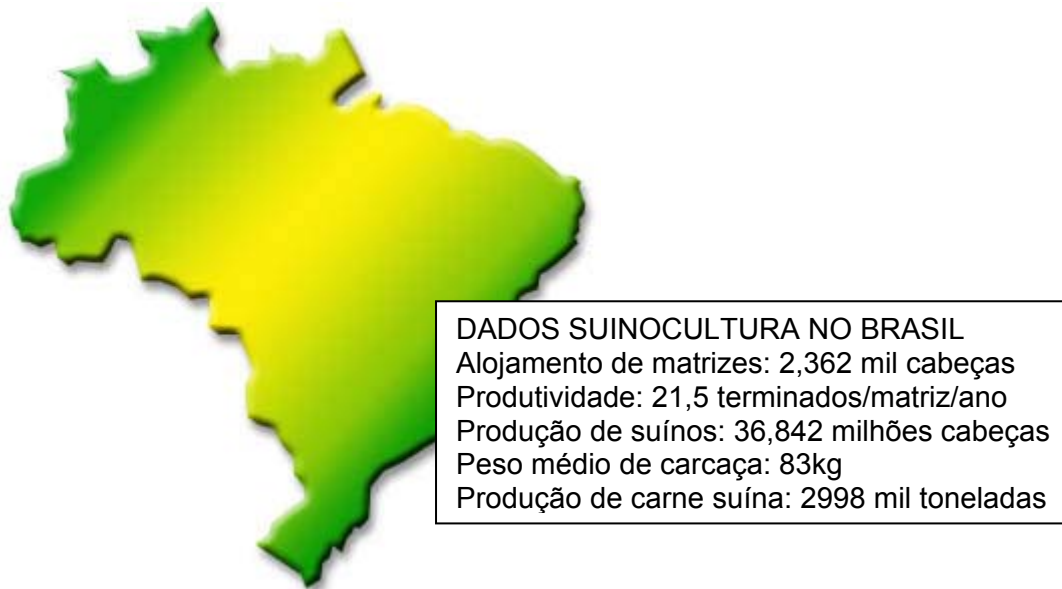 DADOS SUINOCULTURA NO BRASIL
Alojamento de matrizes: 2,362 mil cabeças
Produtividade: 21,5 terminados/matriz/ano
Produção de suínos: 36,842 milhões cabeças
Peso médio de carcaça: 83kg
Produção de carne suína: 2998 mil toneladas